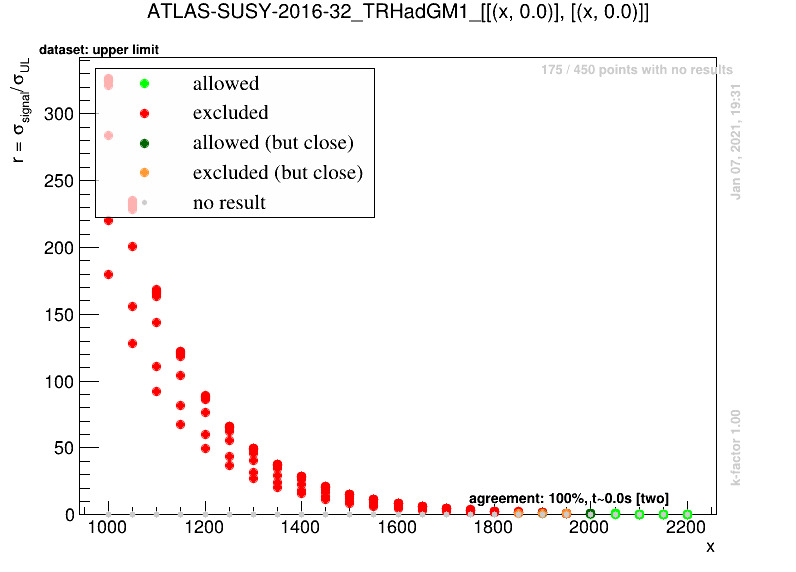 ATLAS-SUSY-2016-32_TRHadGM1_[[(x, 0.0)], [(x, 0.0)]]
dataset: upper limit
175 / 450 points with no results
allowed
excluded
allowed (but close)
excluded (but close)
no result
r = σsignal/σUL
300
250
200
150
100
50
0
Jan 07, 2021, 19:31
k-factor 1.00
agreement: 100%, t~0.0s [two]
1000 1200 1400 1600 1800 2000 2200
x